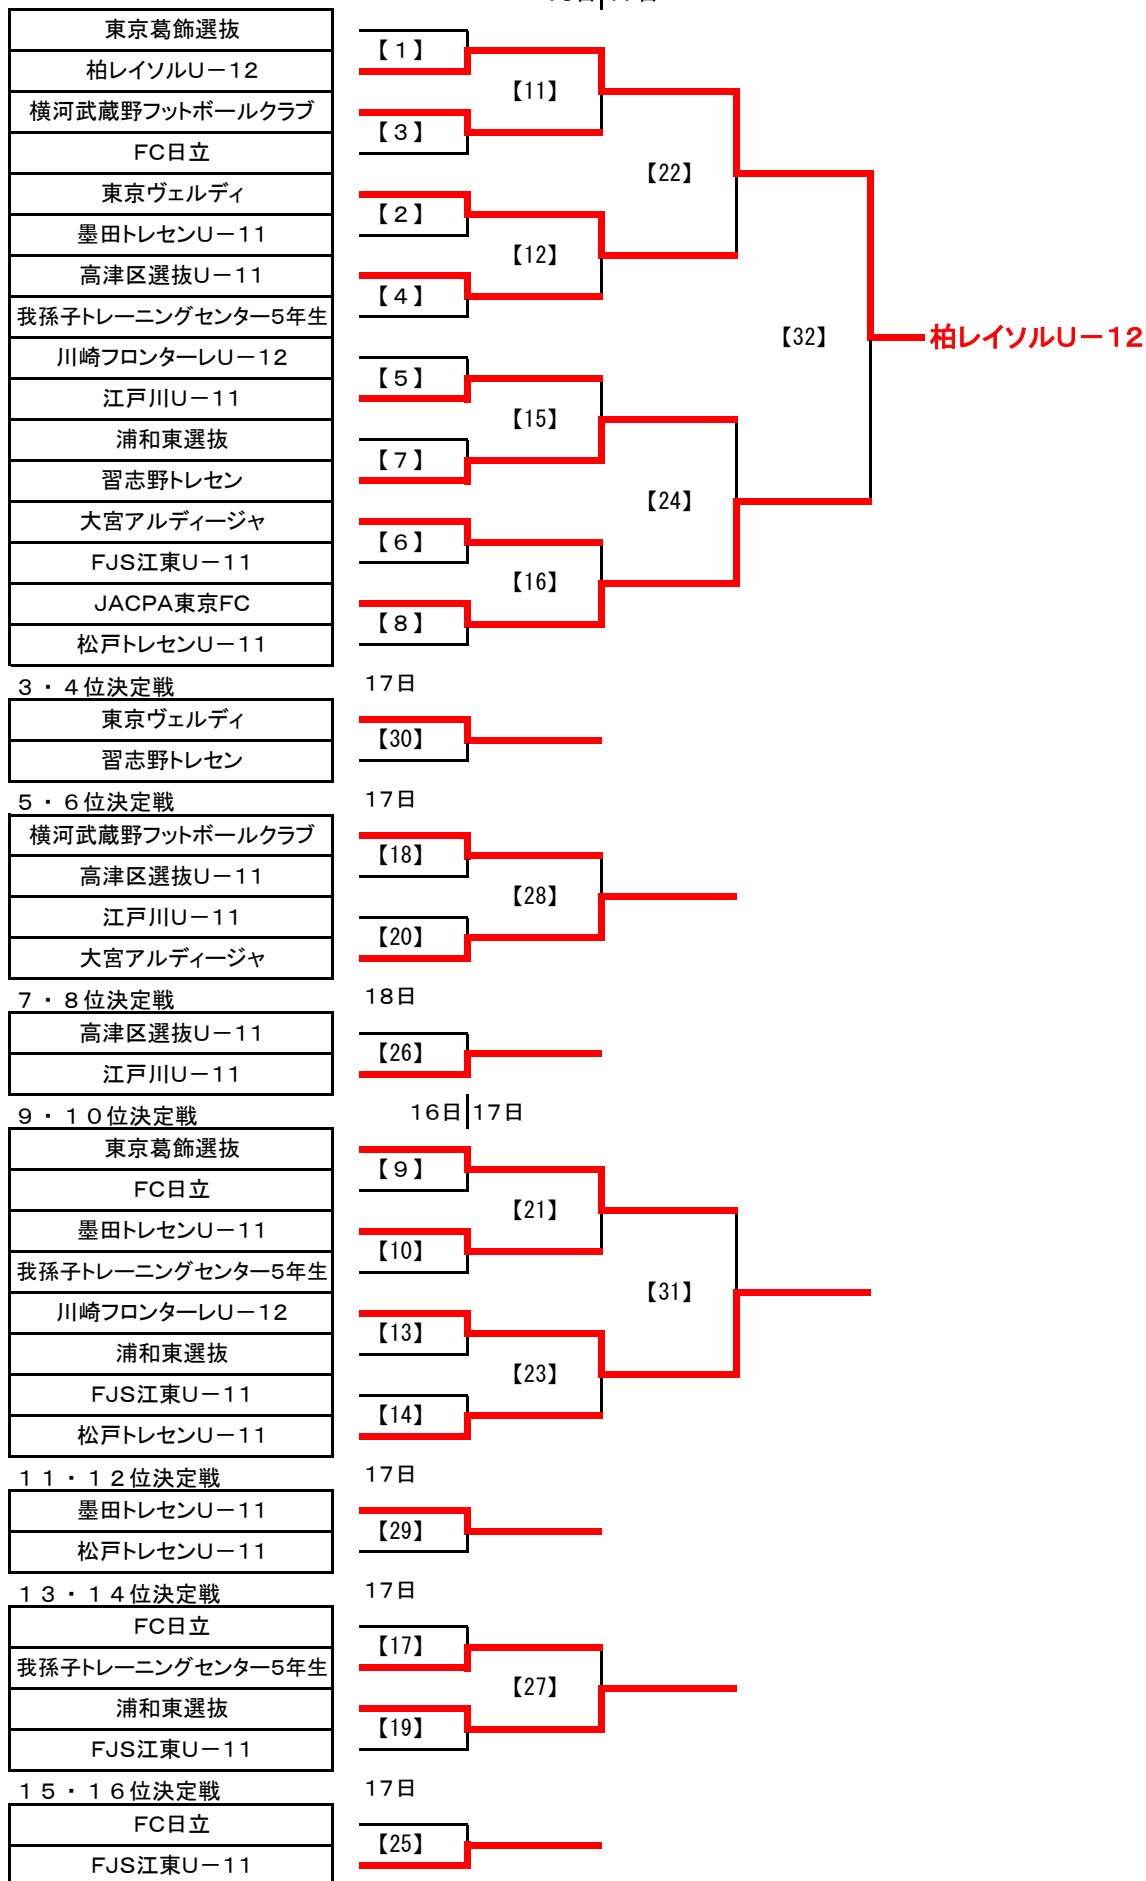 東京葛飾選抜
【１】
柏レイソルＵ－１２
【11】
横河武蔵野フットボールクラブ
【３】
FC日立
【22】
東京ヴェルディ
【２】
墨田トレセンＵ－１１
【12】
高津区選抜Ｕ－１１
【４】
我孫子トレーニングセンター5年生
【32】
柏レイソルＵ－１２
川崎フロンターレＵ－１２
【５】
江戸川Ｕ－１１
【15】
浦和東選抜
【７】
習志野トレセン
【24】
大宮アルディージャ
【６】
FJS江東Ｕ－１１
【16】
JACPA東京FC
【８】
松戸トレセンＵ－１１
３・４位決定戦 17日
東京ヴェルディ
【30】
習志野トレセン
５・６位決定戦 17日
横河武蔵野フットボールクラブ
【18】
高津区選抜Ｕ－１１
【28】
江戸川Ｕ－１１
【20】
大宮アルディージャ
７・８位決定戦 18日
高津区選抜Ｕ－１１
【26】
江戸川Ｕ－１１
９・１０位決定戦 16日 17日
東京葛飾選抜
【９】
FC日立
【21】
墨田トレセンＵ－１１
【10】
我孫子トレーニングセンター5年生
【31】
川崎フロンターレＵ－１２
【13】
浦和東選抜
【23】
FJS江東Ｕ－１１
【14】
松戸トレセンＵ－１１
１１・１２位決定戦 17日
墨田トレセンＵ－１１
【29】
松戸トレセンＵ－１１
１３・１４位決定戦 17日
FC日立
【17】
我孫子トレーニングセンター5年生
【27】
浦和東選抜
【19】
FJS江東Ｕ－１１
１５・１６位決定戦 17日
FC日立
【25】
FJS江東Ｕ－１１